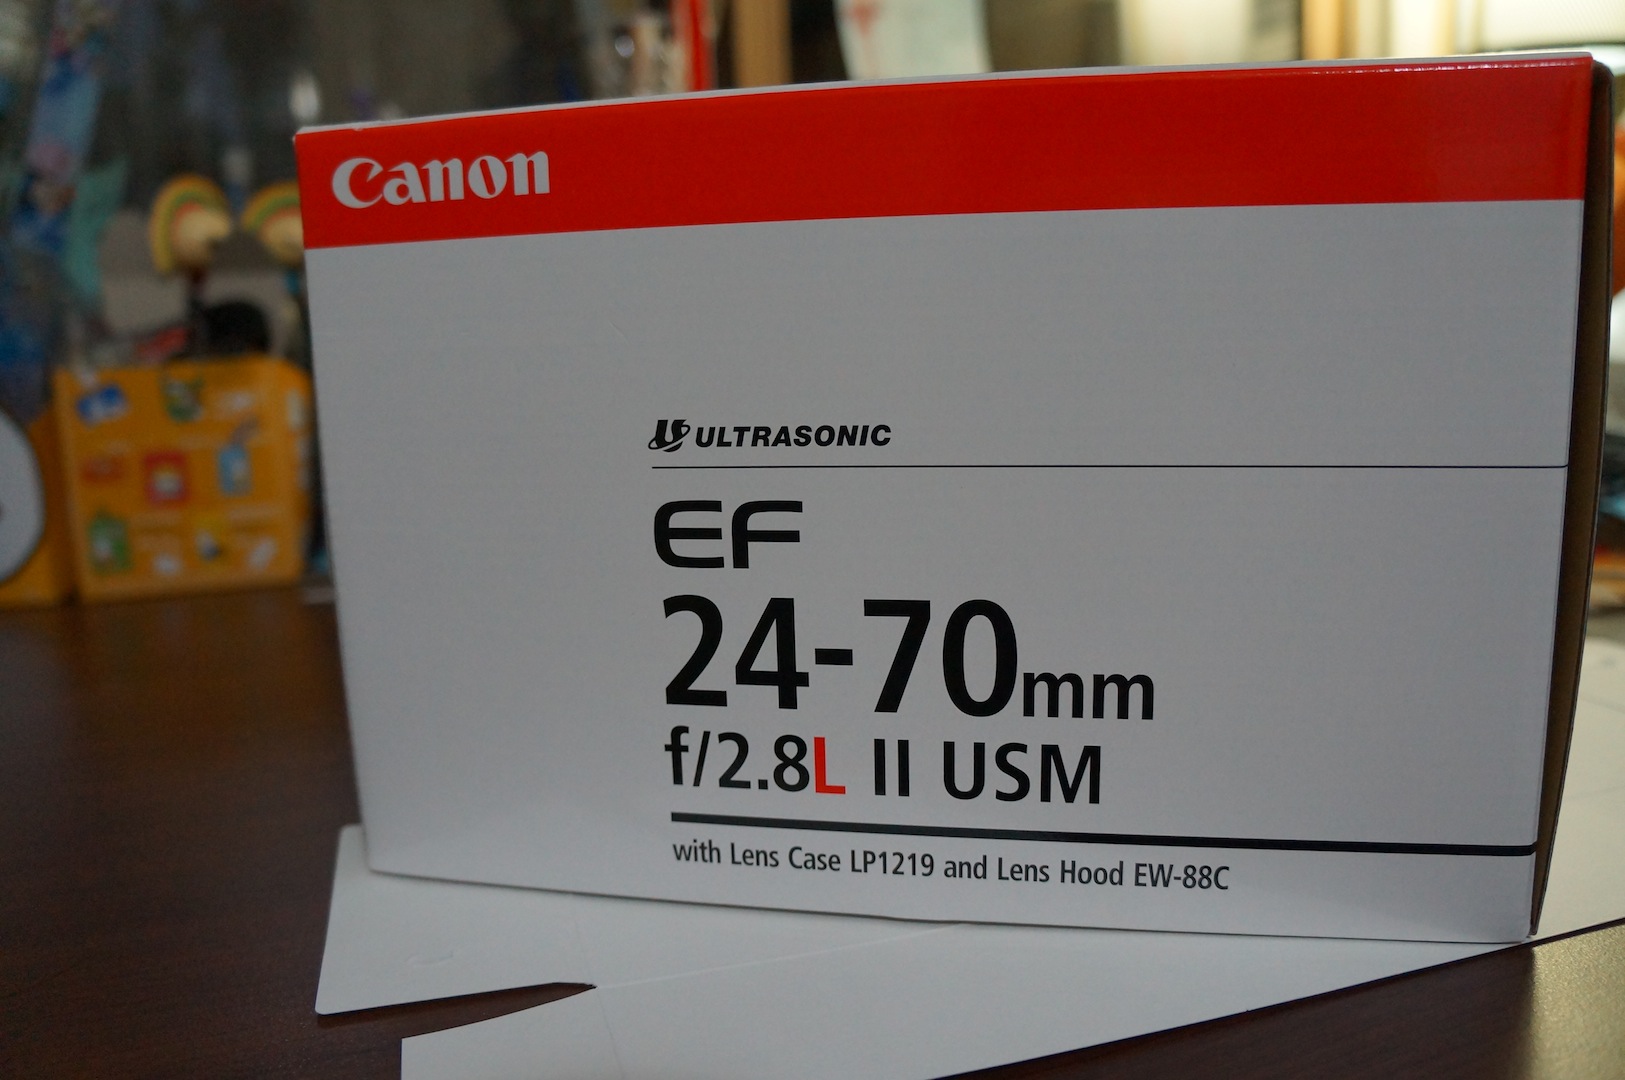 Canon
ULTRASONIC
EF
24-70mm
f/2.8L II USM
with Lens Case LP1219 and Lens Hood EW-88C